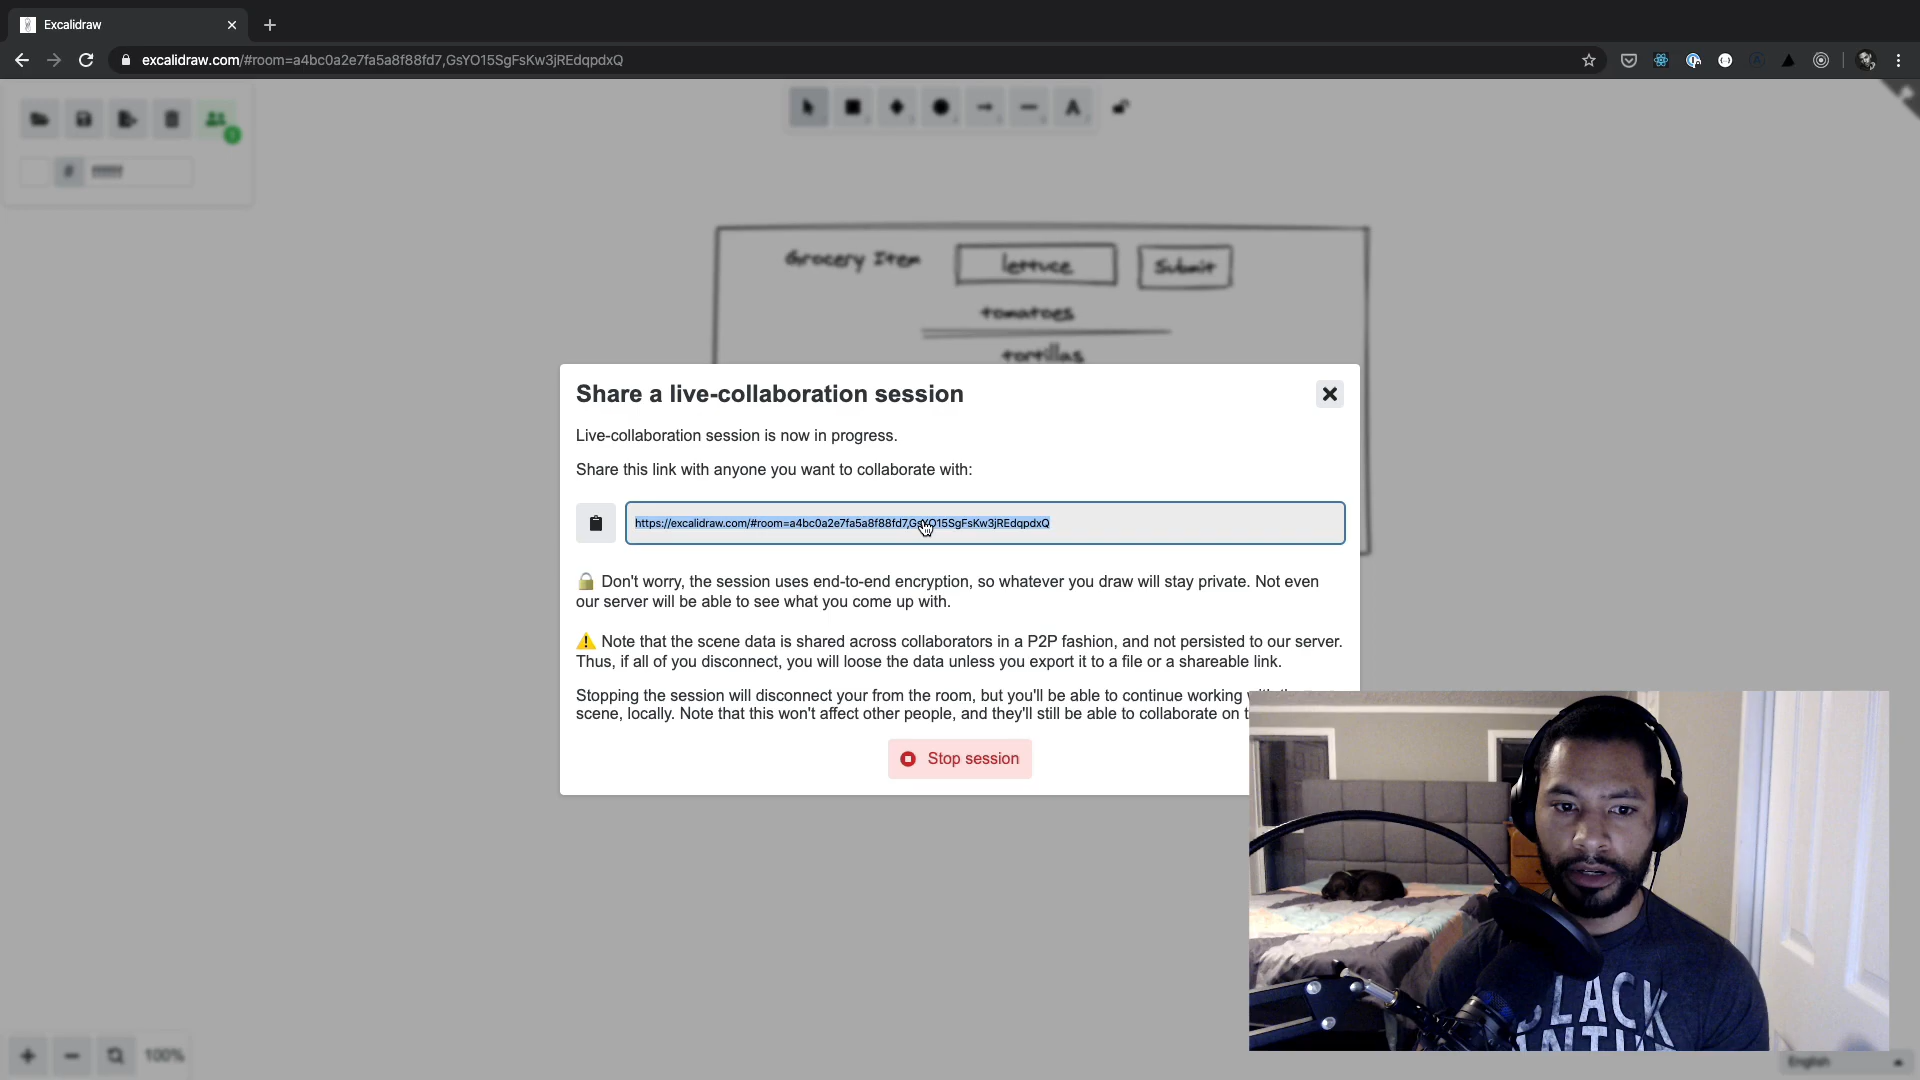 Excalidraw
excalidraw.com/#room=a4bc0a2e7fa5a8f88fd7,GsYO15SgFsKw3jREdqpdxQ
# ffffff
Grocery Item lettuce Submit
tomatoes
tortillas
Share a live-collaboration session
Live-collaboration session is now in progress.
Share this link with anyone you want to collaborate with:
https://excalidraw.com/#room=a4bc0a2e7fa5a8f88fd7,GsYO15SgFsKw3jREdqpdxQ
🔒 Don't worry, the session uses end-to-end encryption, so whatever you draw will stay private. Not even
our server will be able to see what you come up with.
⚠️ Note that the scene data is shared across collaborators in a P2P fashion, and not persisted to our server.
Thus, if all of you disconnect, you will loose the data unless you export it to a file or a shareable link.
Stopping the session will disconnect your from the room, but you'll be able to continue working
scene, locally. Note that this won't affect other people, and they'll still be able to collaborate on
Stop session
LACK
100%
English